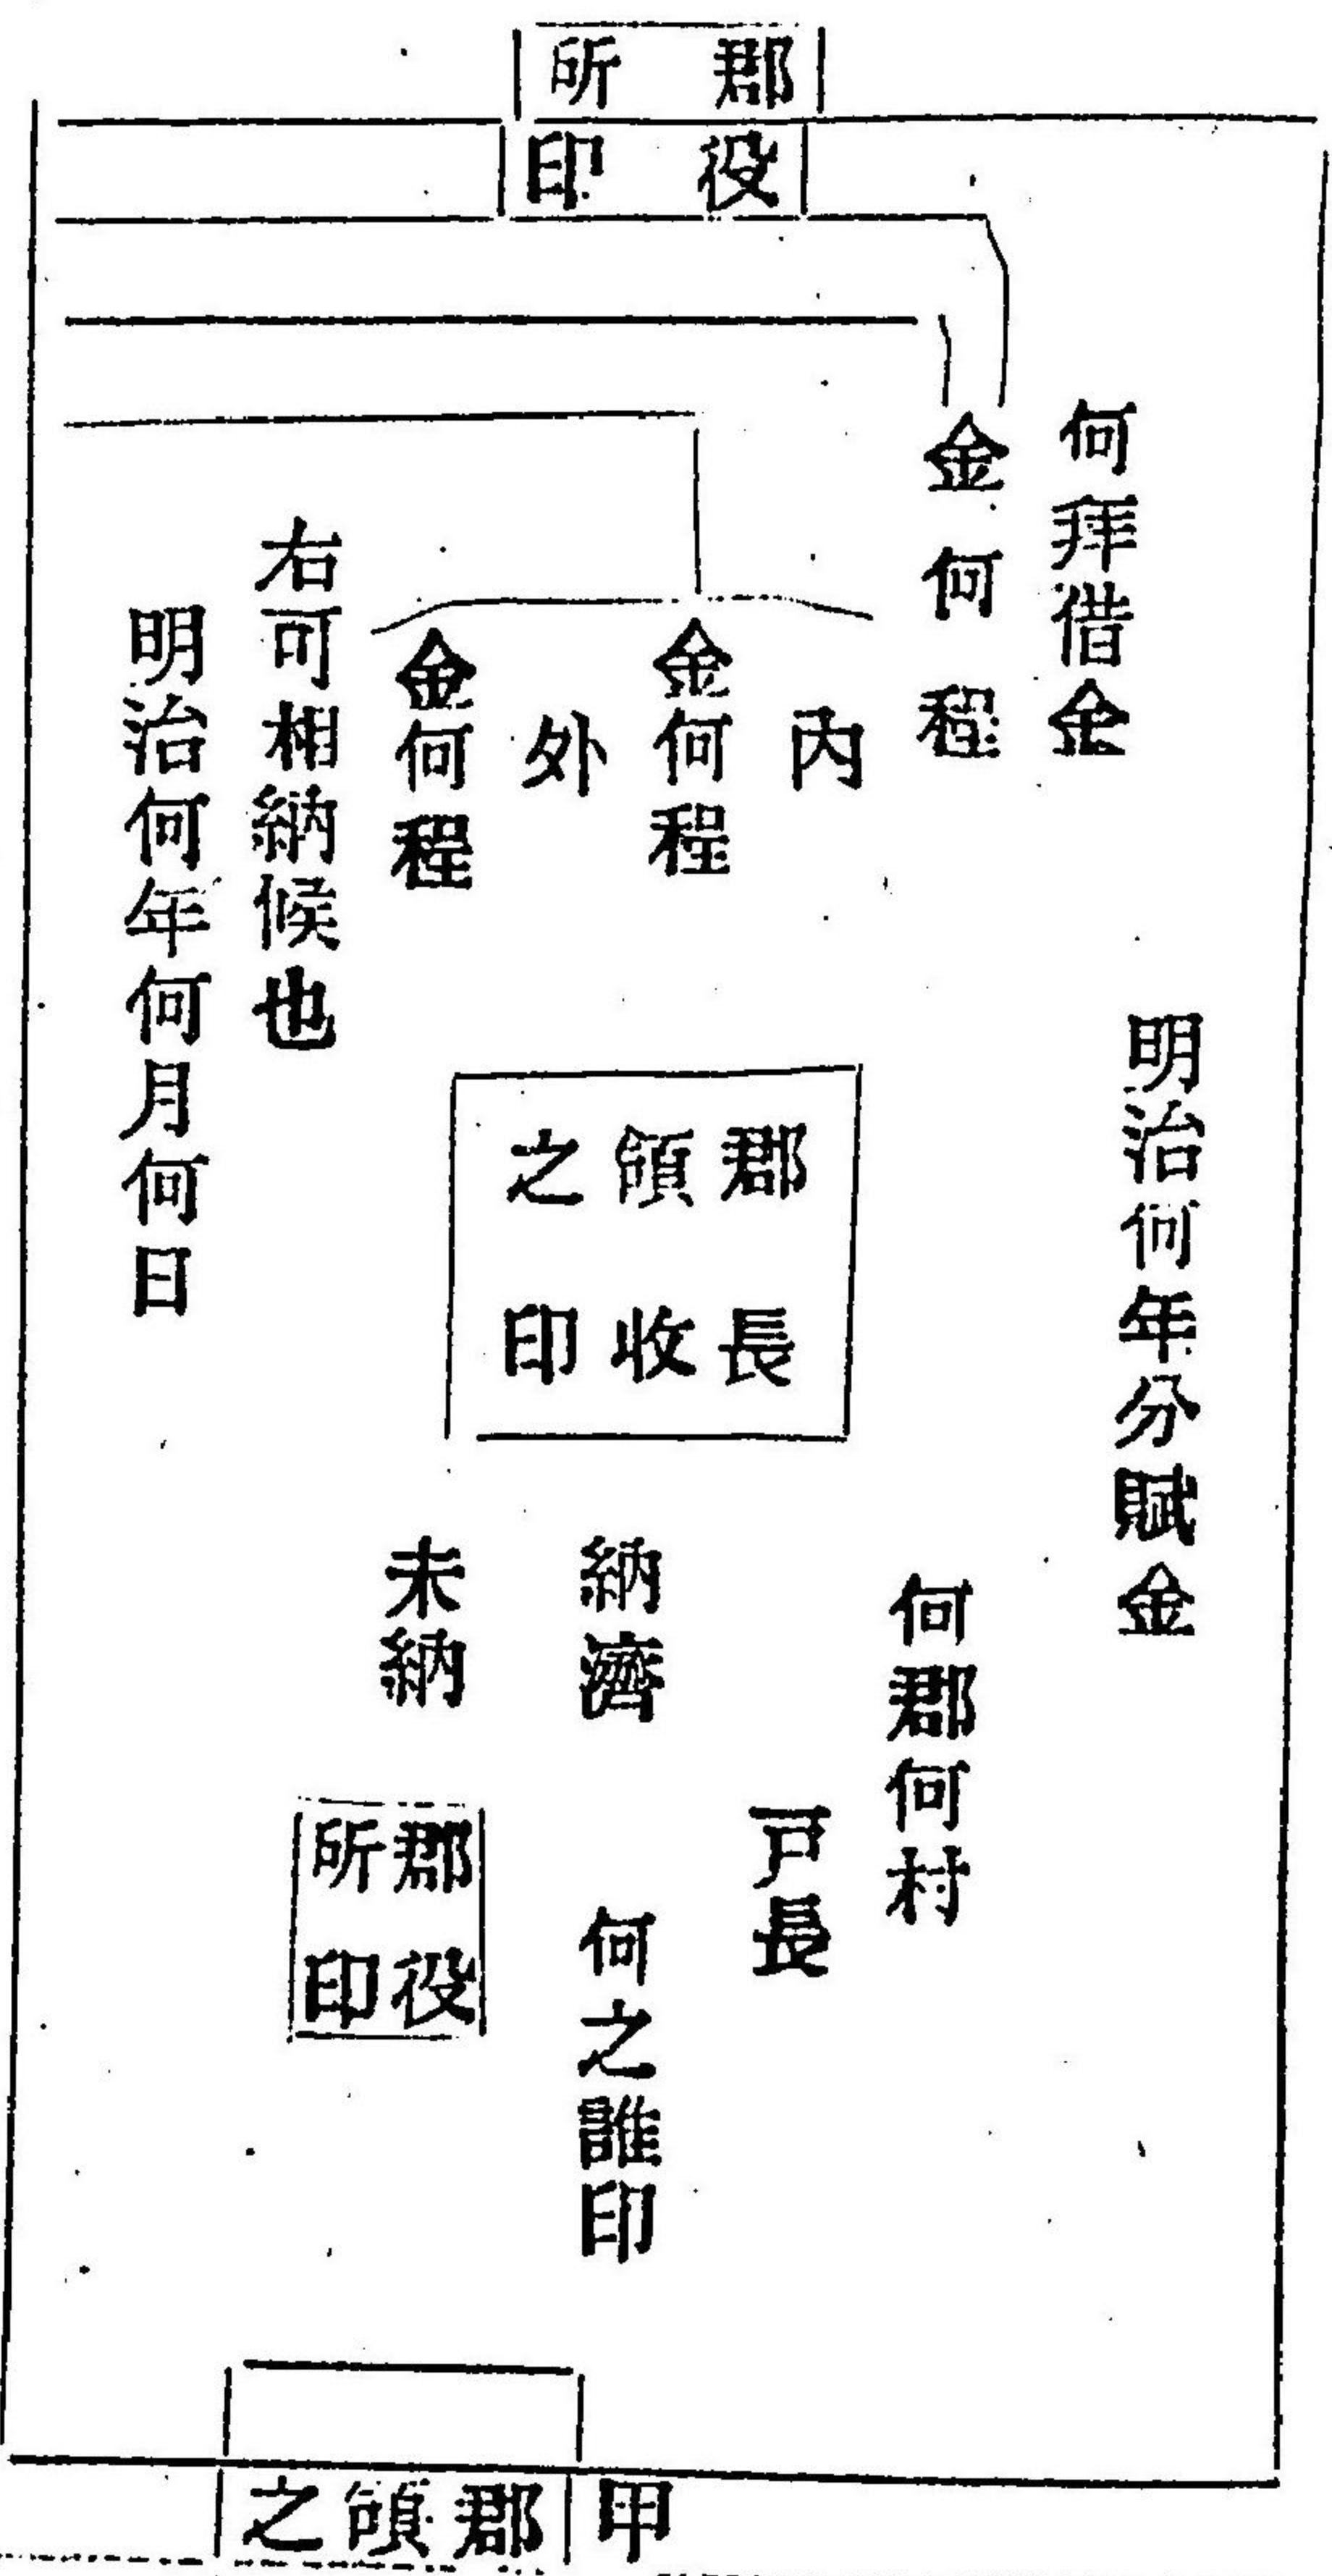 郡役
所印
明治何年分賦金
何拜借金
金何程
內
金何程
外
金何程
右可相納候也
明治何年何月何日
郡長
領收
之印
何郡何村
戶長
何之誰印
納濟
未納
郡役
所印
甲
郡領之